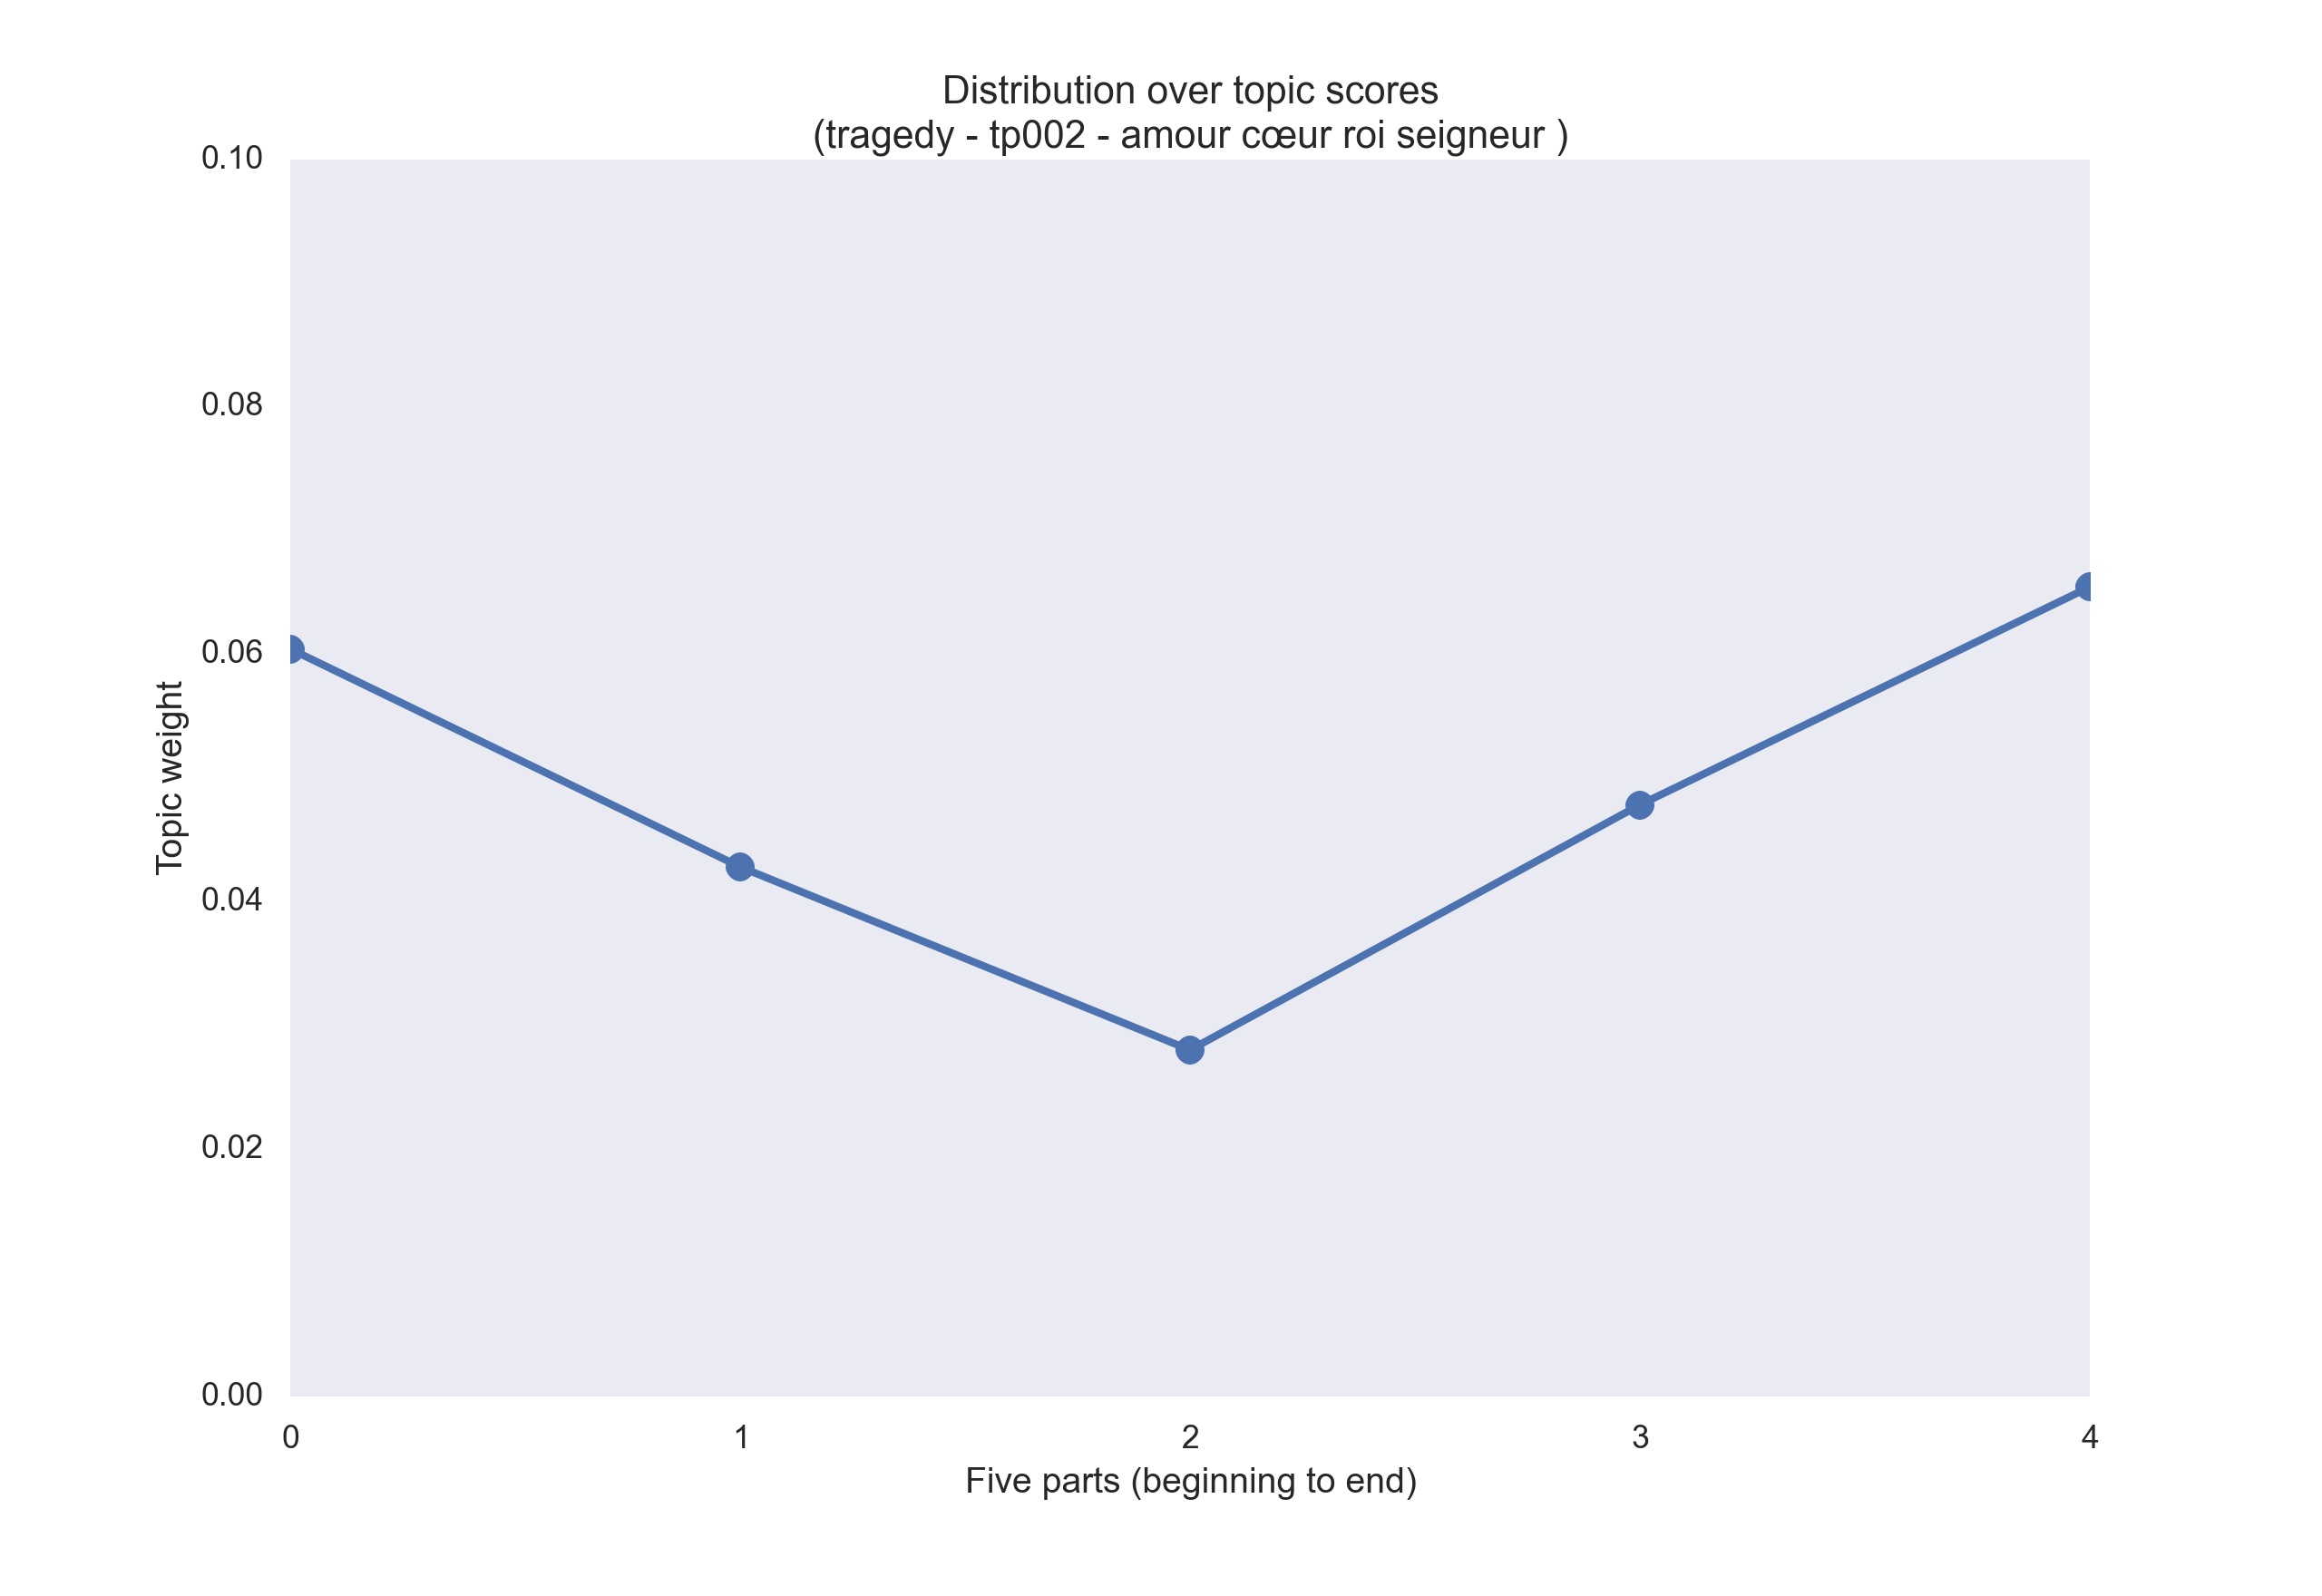 Distribution over topic scores
(tragedy - tp002 - amour cœur roi seigneur )
0.10
0.08
0.06
0.04
0.02
0.00
Topic weight
0 1 2 3 4
Five parts (beginning to end)